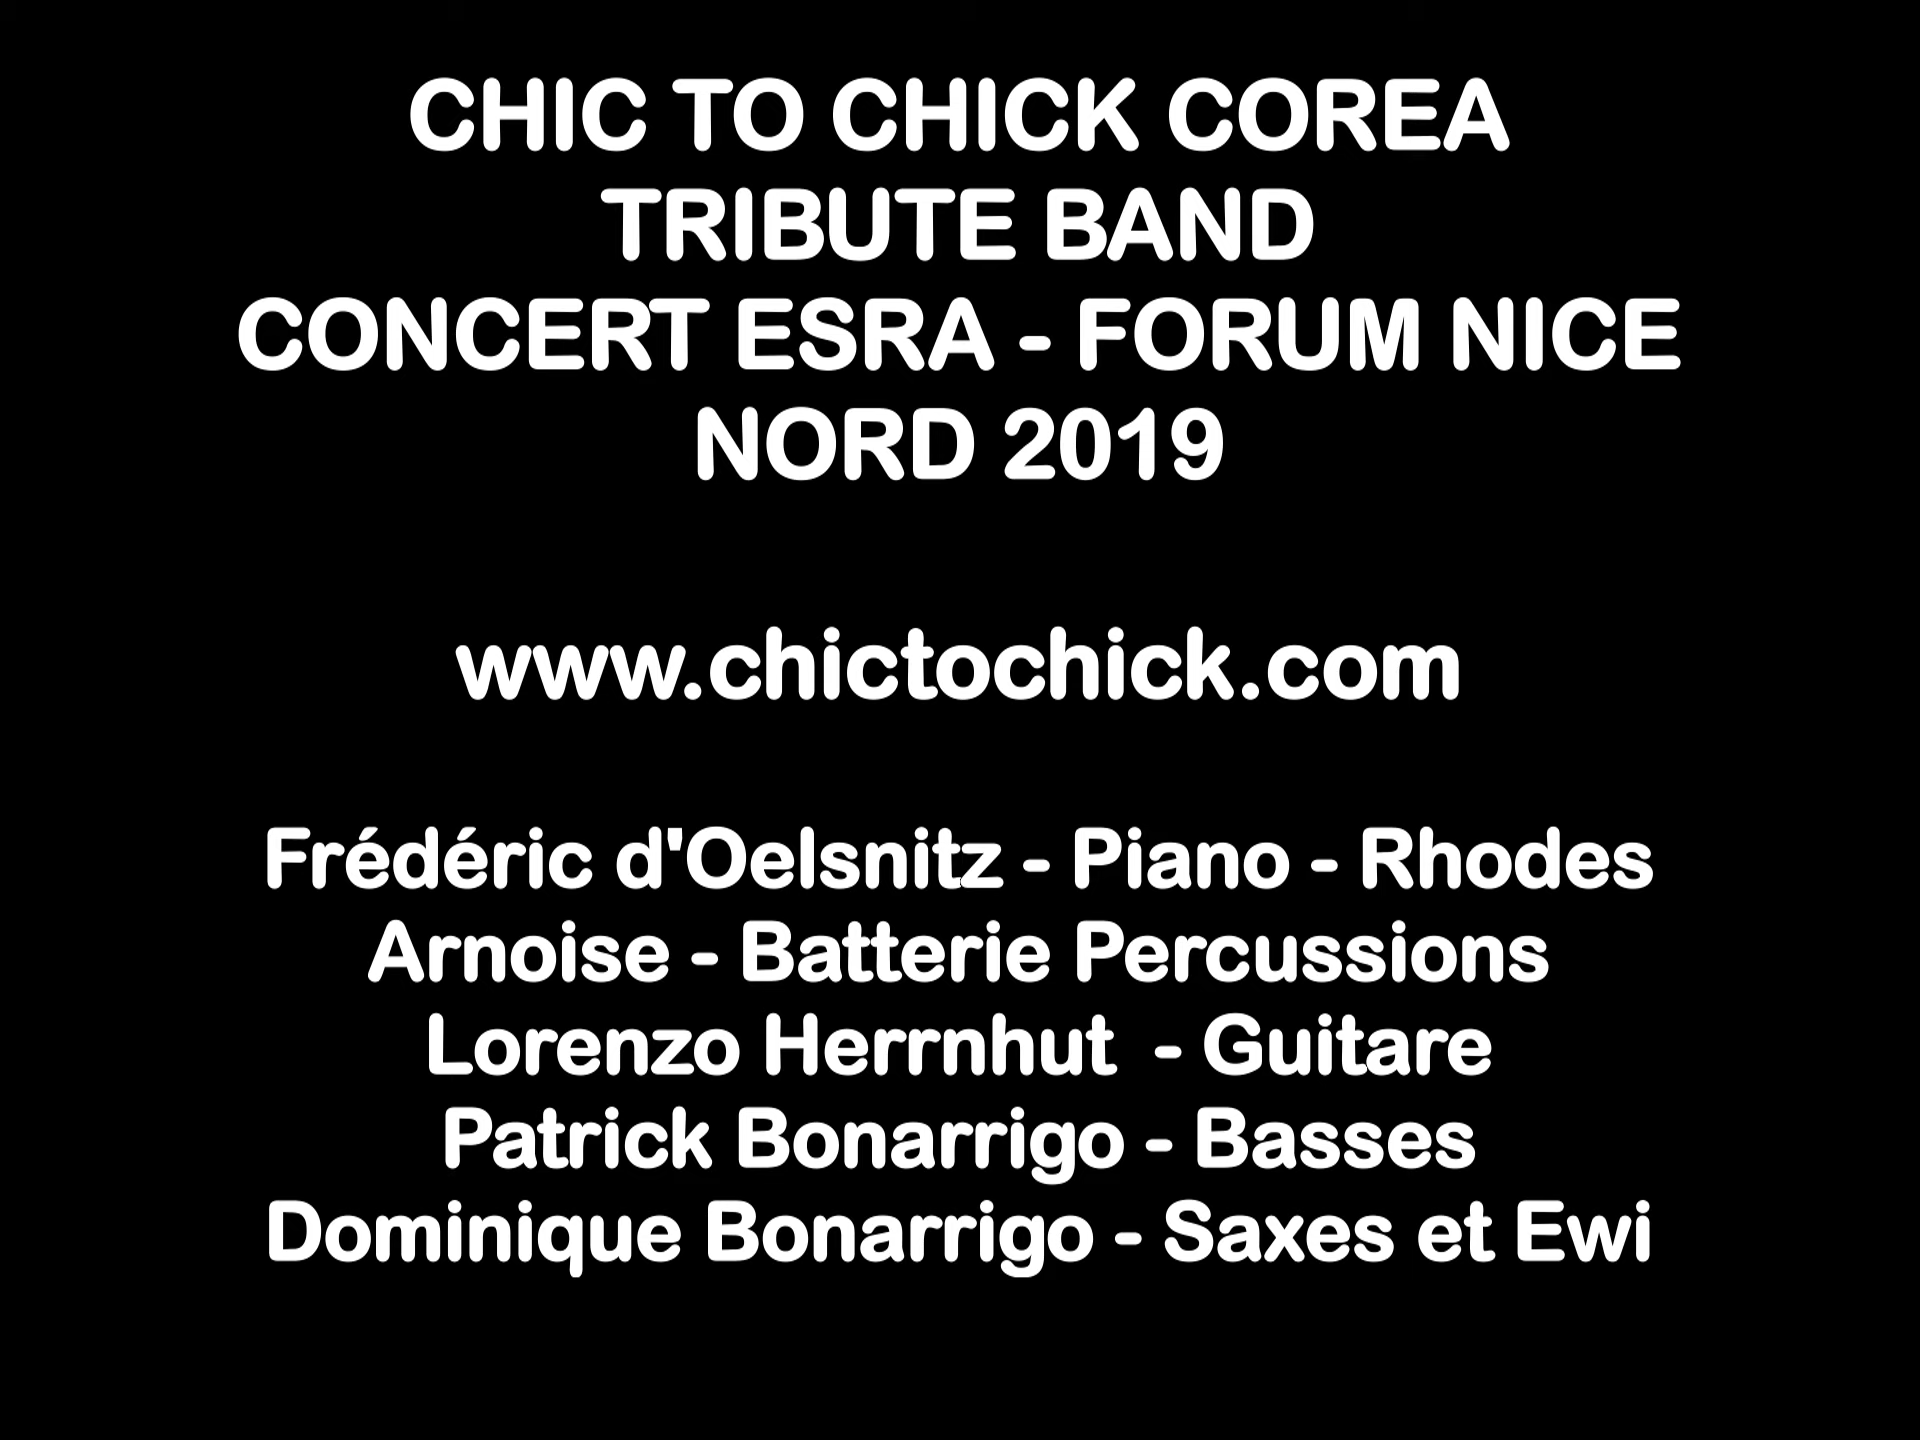 CHIC TO CHICK COREA
TRIBUTE BAND
CONCERT ESRA - FORUM NICE
NORD 2019
www.chictochick.com
Frédéric d'Oelsnitz - Piano - Rhodes
Arnoise - Batterie Percussions
Lorenzo Herrnhut  - Guitare
Patrick Bonarrigo - Basses
Dominique Bonarrigo - Saxes et Ewi